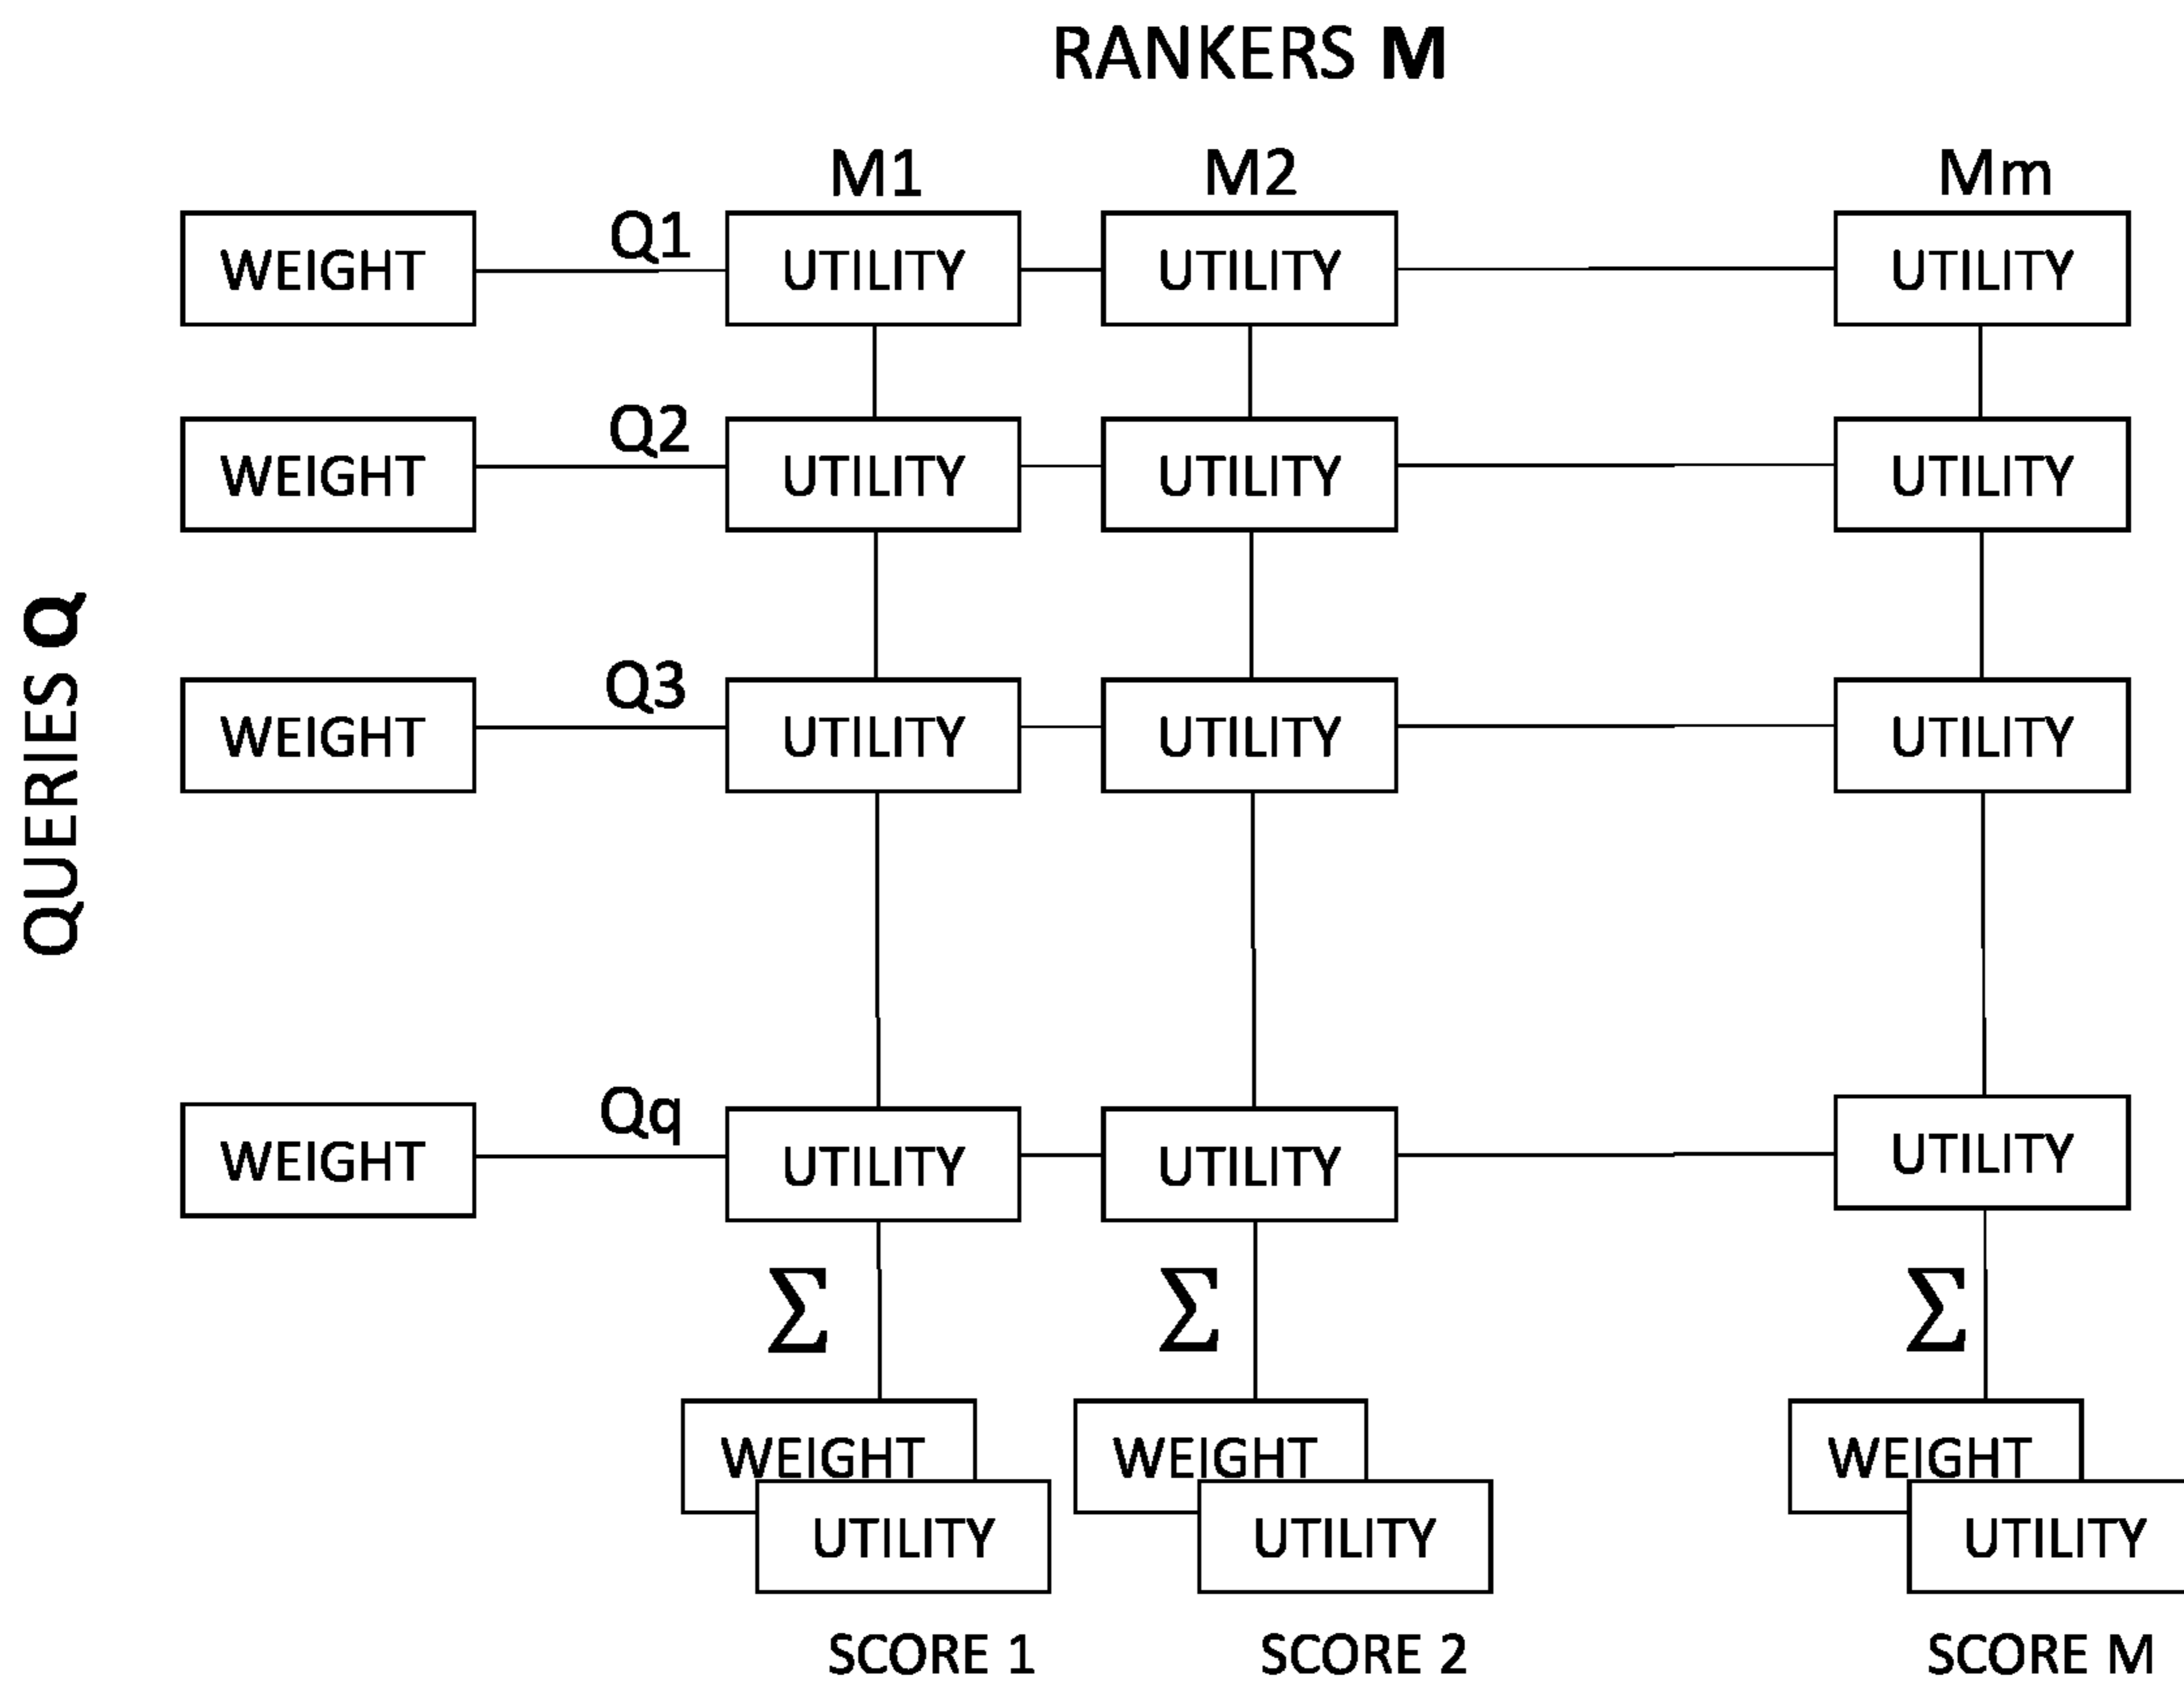 RANKERS M
M1 M2 Mm
WEIGHT Q1 UTILITY UTILITY UTILITY
WEIGHT Q2 UTILITY UTILITY UTILITY
QUERIES Q
WEIGHT Q3 UTILITY UTILITY UTILITY
WEIGHT Qq UTILITY UTILITY UTILITY
Σ Σ Σ
WEIGHT WEIGHT WEIGHT
UTILITY UTILITY UTILITY
SCORE 1 SCORE 2 SCORE M